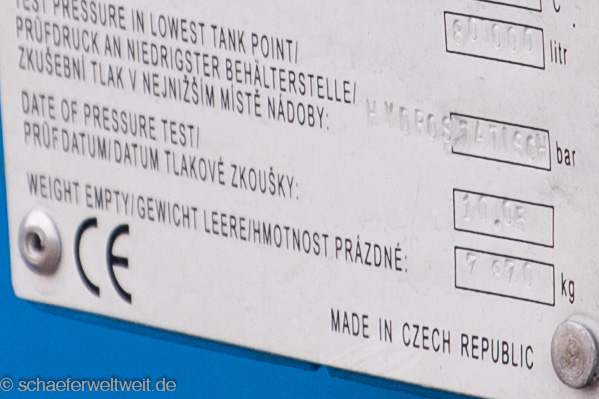 °C
80 000 litr
TEST PRESSURE IN LOWEST TANK POINT/
PRÜFDRUCK AN NIEDRIGSTER BEHÄLTERSTELLE/
ZKUŠEBNÍ TLAK V NEJNIŽŠÍM MÍSTĚ NÁDOBY: HYDROSTATISCH bar
DATE OF PRESSURE TEST/
PRÜFDATUM/DATUM TLAKOVÉ ZKOUŠKY: 10.05
WEIGHT EMPTY/GEWICHT LEERE/HMOTNOST PRÁZDNÉ: kg
CE
MADE IN CZECH REPUBLIC
© schaeferweltweit.de